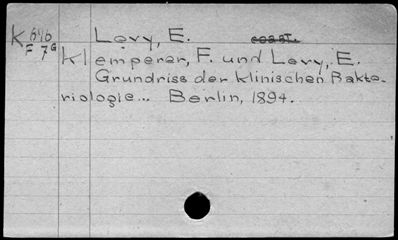 K 646 Levy, E.
F 76
Klemperer, F. und Levy, E.
Grundriss der klinischen Bakte-
riologie... Berlin, 1894.